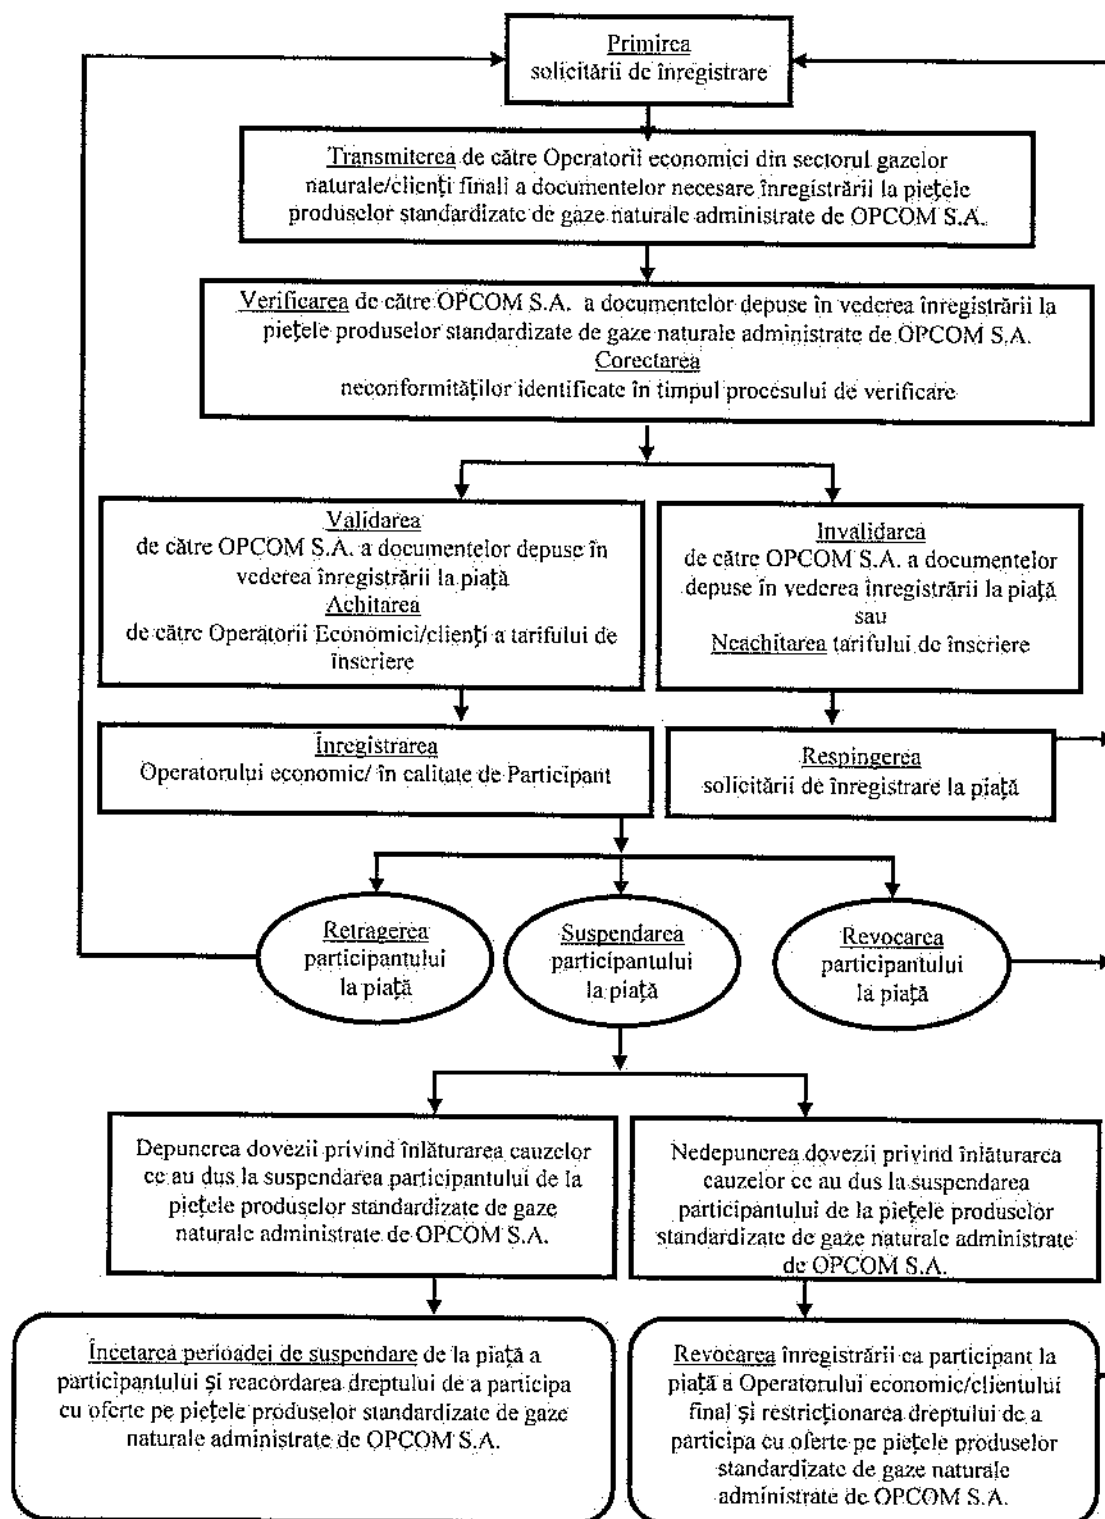 Primirea
solicitării de înregistrare
Transmiterea de către Operatorii economici din sectorul gazelor
naturale/clienți finali a documentelor necesare înregistrării la piețele
produselor standardizate de gaze naturale administrate de OPCOM S.A.
Verificarea de către OPCOM S.A. a documentelor depuse în vederea înregistrării la
piețele produselor standardizate de gaze naturale administrate de OPCOM S.A.
Corectarea
neconformităților identificate în timpul procesului de verificare
Validarea
de către OPCOM S.A. a documentelor depuse în
vederea înregistrării la piață
Achitarea
de către Operatorii Economici/clienți a tarifului de
înscriere
Invalidarea
de către OPCOM S.A. a documentelor
depuse în vederea înregistrării la piață
sau
Neachitarea tarifului de înscriere
Înregistrarea
Operatorului economic/ în calitate de Participant
Respingerea
solicitării de înregistrare la piață
Retragerea
participantului
la piață
Suspendarea
participantului
la piață
Revocarea
participantului
la piață
Depunerea dovezii privind înlăturarea cauzelor
ce au dus la suspendarea participantului de la
piețele produselor standardizate de gaze
naturale administrate de OPCOM S.A.
Nedepunerea dovezii privind înlăturarea
cauzelor ce au dus la suspendarea
participantului de la piețele produselor
standardizate de gaze naturale administrate
de OPCOM S.A.
Încetarea perioadei de suspendare de la piață a
participantului și reacordarea dreptului de a participa
cu oferte pe piețele produselor standardizate de gaze
naturale administrate de OPCOM S.A.
Revocarea înregistrării ca participant la
piață a Operatorului economic/clientului
final și restricționarea dreptului de a
participa cu oferte pe piețele produselor
standardizate de gaze naturale
administrate de OPCOM S.A.